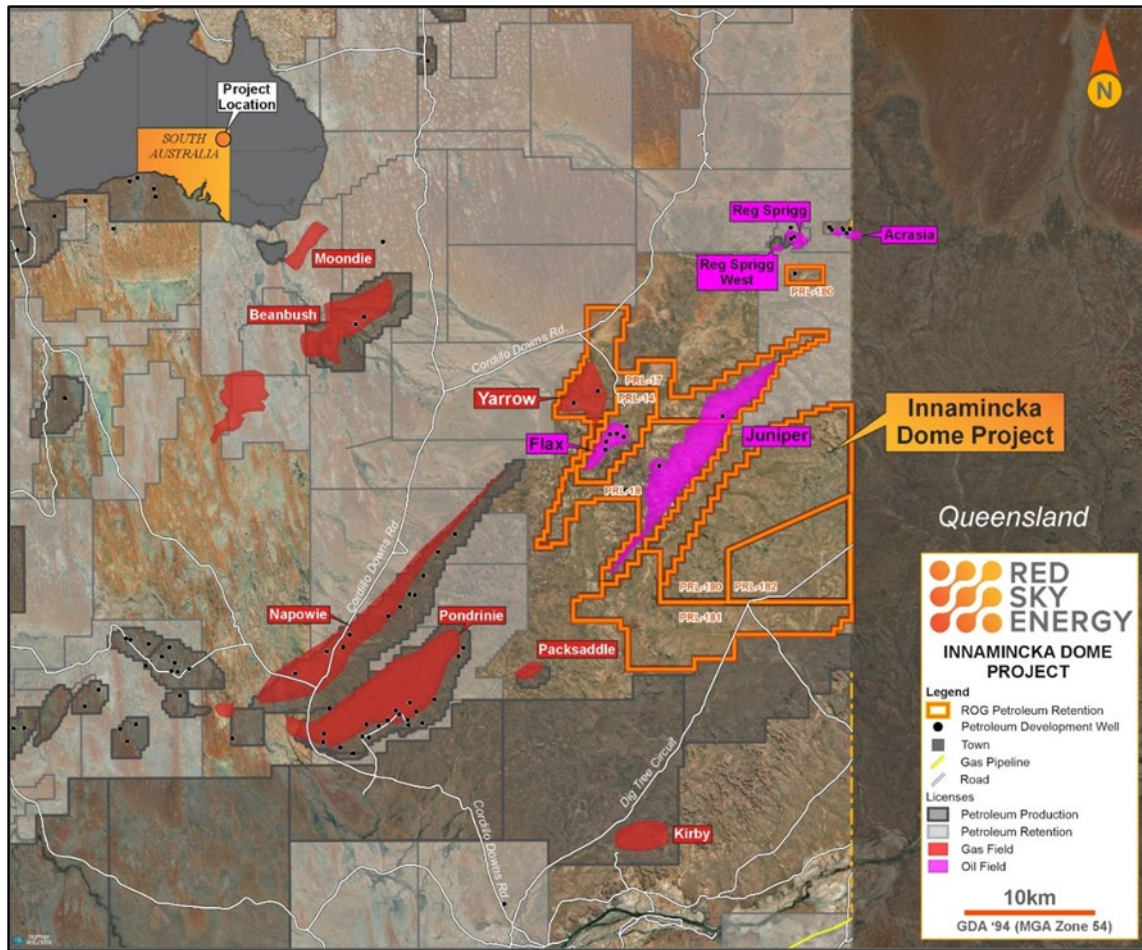 Project
Location
SOUTH
AUSTRALIA
N
Moondie
Beanbush
Reg Sprigg
Acrasia
Reg Sprigg
West
PRL-180
Cordillo Downs Rd.
Yarrow
PRL-17
PRL-14
Flax
Juniper
Innamincka
Dome Project
PRL-18
Queensland
Cordillo Downs Rd.
Napowie
Pondrinie
Packsaddle
PRL-180
PRL-182
PRL-181
Dig Tree Circuit
Cordillo Downs Rd.
Kirby
RED
SKY
ENERGY
INNAMINCKA DOME
PROJECT
Legend
ROG Petroleum Retention
Petroleum Development Well
Town
Gas Pipeline
Road
Licenses
Petroleum Production
Petroleum Retention
Gas Field
Oil Field
10km
GDA '94 (MGA Zone 54)